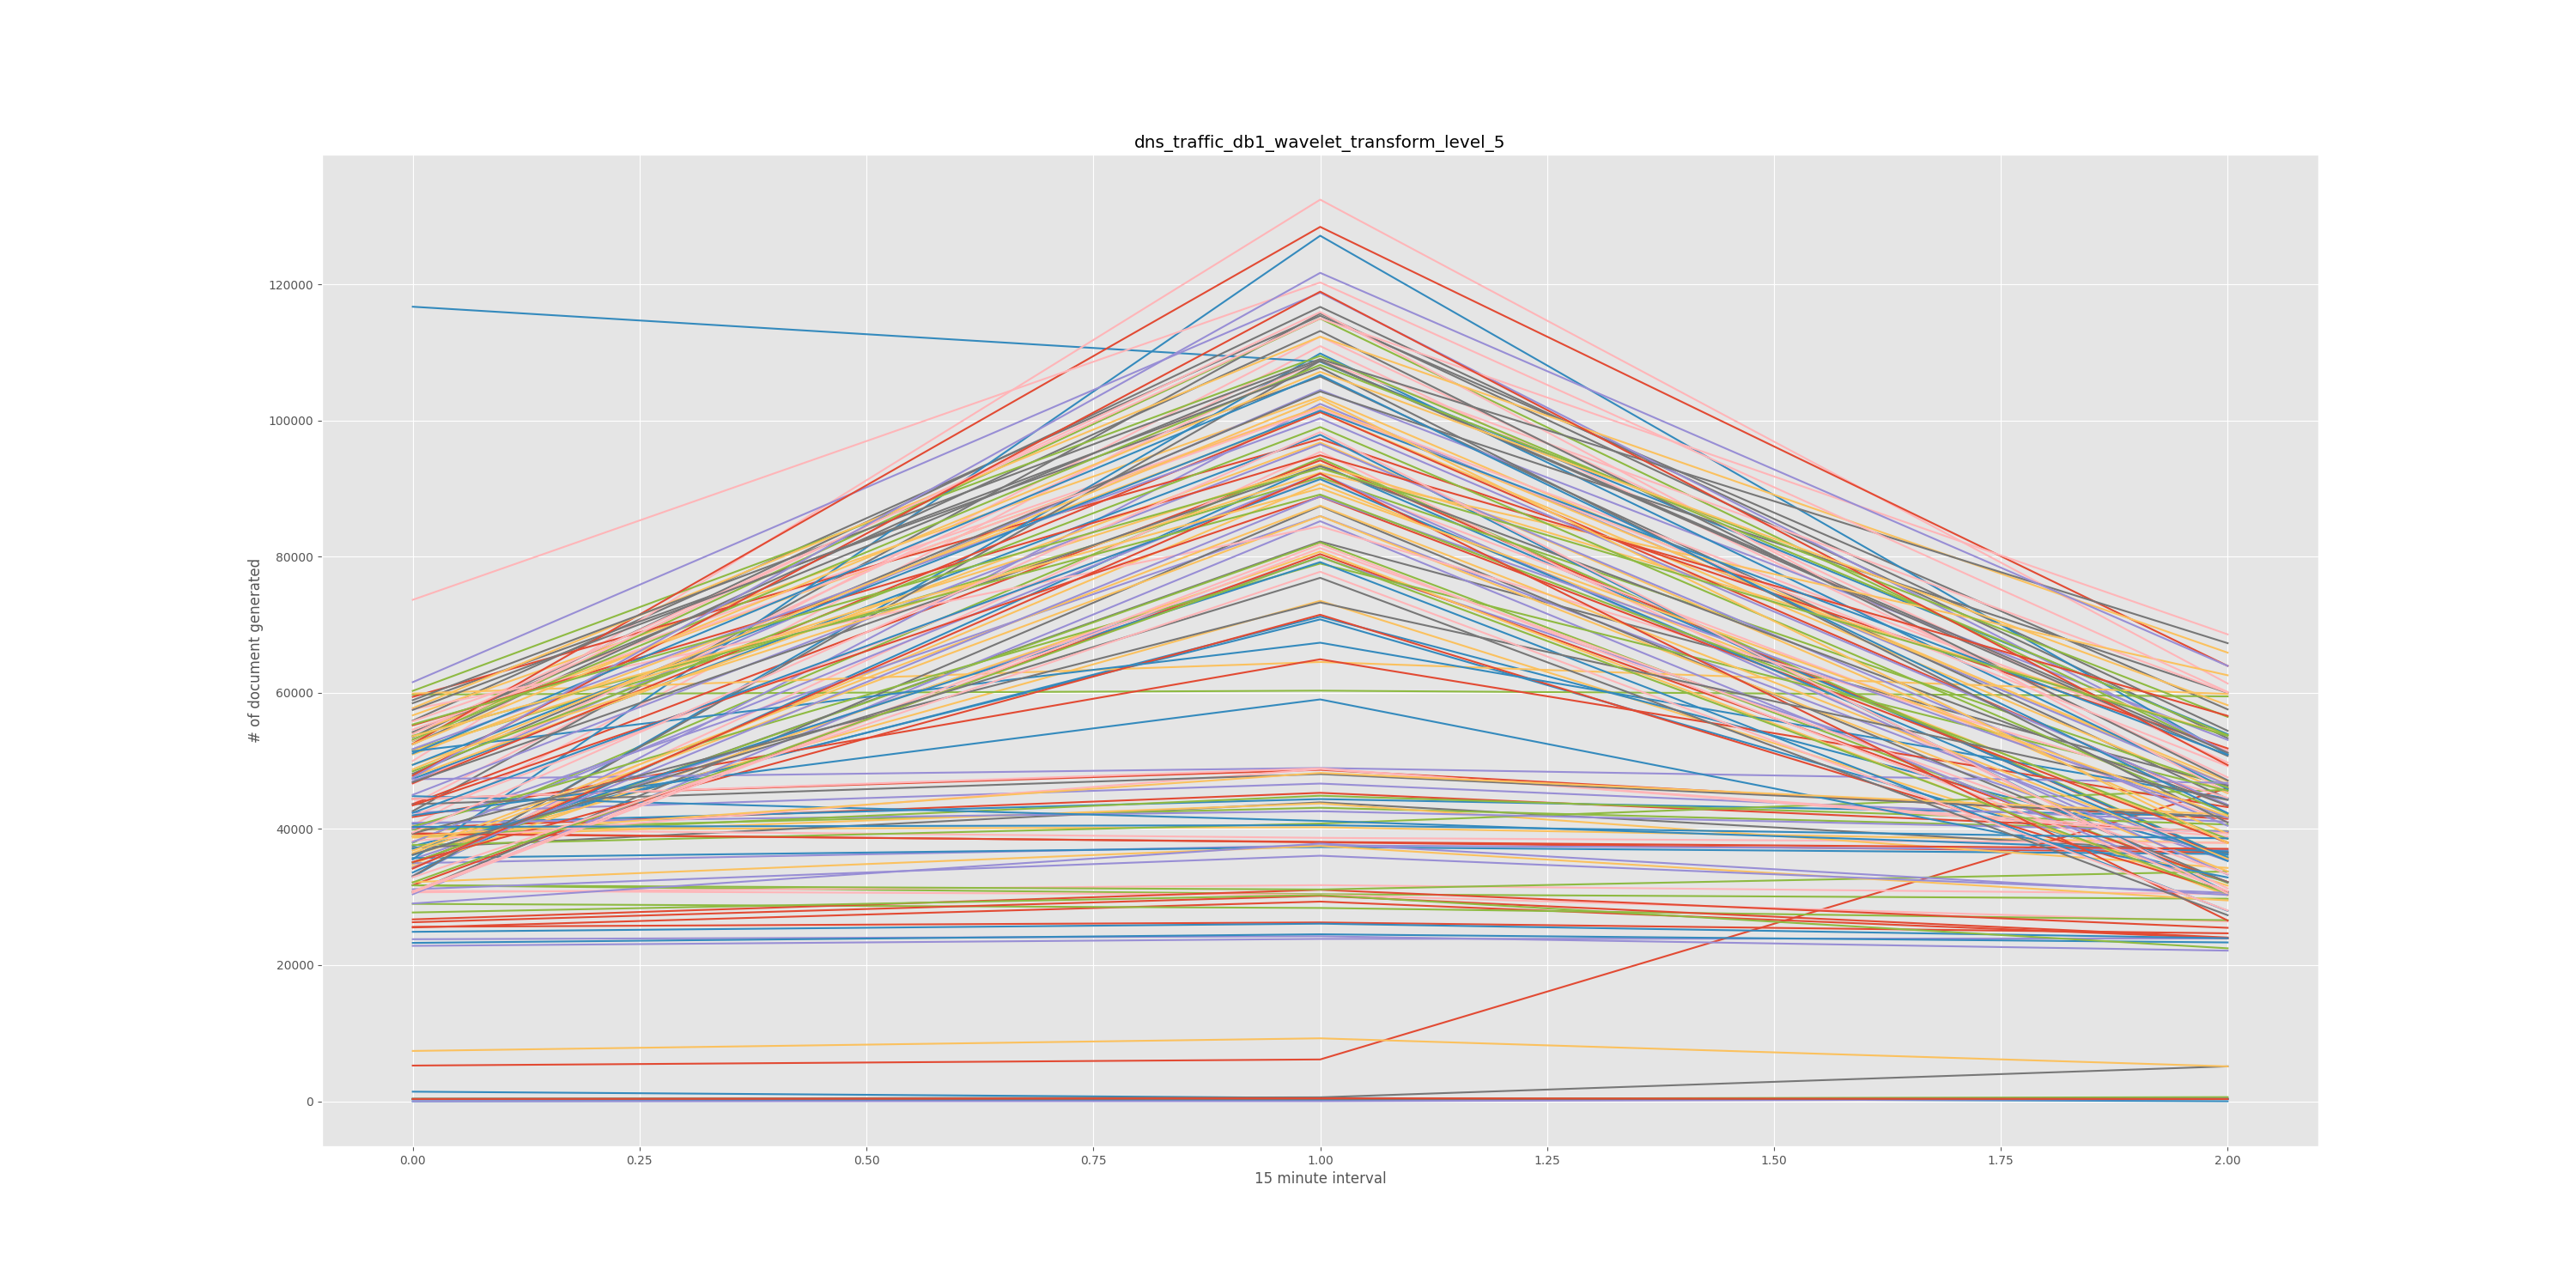 dns_traffic_db1_wavelet_transform_level_5
# of document generated
120000
100000
80000
60000
40000
20000
0
0.00 0.25 0.50 0.75 1.00 1.25 1.50 1.75 2.00
15 minute interval